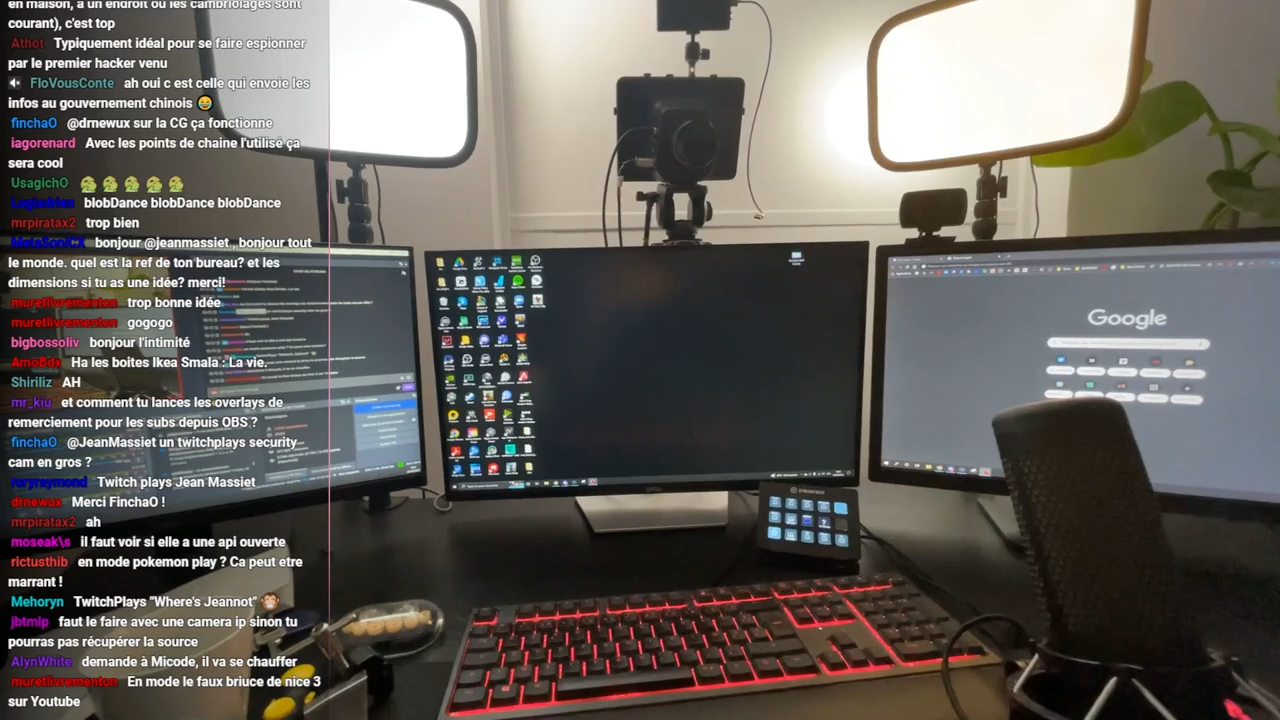 en maison, à un endroit où les cambriolages sont
courant), c'est top
Athot Typiquement idéal pour se faire espionner
par le premier hacker venu
FloVousConte ah oui c est celle qui envoie les
infos au gouvernement chinois
finchaO @drnewux sur la CG ça fonctionne
iagorenard Avec les points de chaine l'utilisé ça
sera cool
UsagichO
blobDance blobDance blobDance
mrpiratax2 trop bien
MetaSoniCX bonjour @jeanmassiet , bonjour tout
le monde. quel est la ref de ton bureau? et les
dimensions si tu as une idée? merci!
muretlivrementon trop bonne idée
muretlivrementon gogogo
bigbossoliv bonjour l'intimité
AmoBdx Ha les boites Ikea Smala : La vie.
Shiriliz AH
mr_kiu et comment tu lances les overlays de
remerciement pour les subs depuis OBS ?
finchaO @JeanMassiet un twitchplays security
cam en gros ?
roryraymond Twitch plays Jean Massiet
drnewux Merci FinchaO !
mrpiratax2 ah
moseak\s il faut voir si elle a une api ouverte
rictusthib en mode pokemon play ? Ca peut etre
marrant !
Mehoryn TwitchPlays "Where's Jeannot"
jbtmlp faut le faire avec une camera ip sinon tu
pourras pas récupérer la source
AlynWhite demande à Micode, il va se chauffer
muretlivrementon En mode le faux briuce de nice 3
sur Youtube
Google